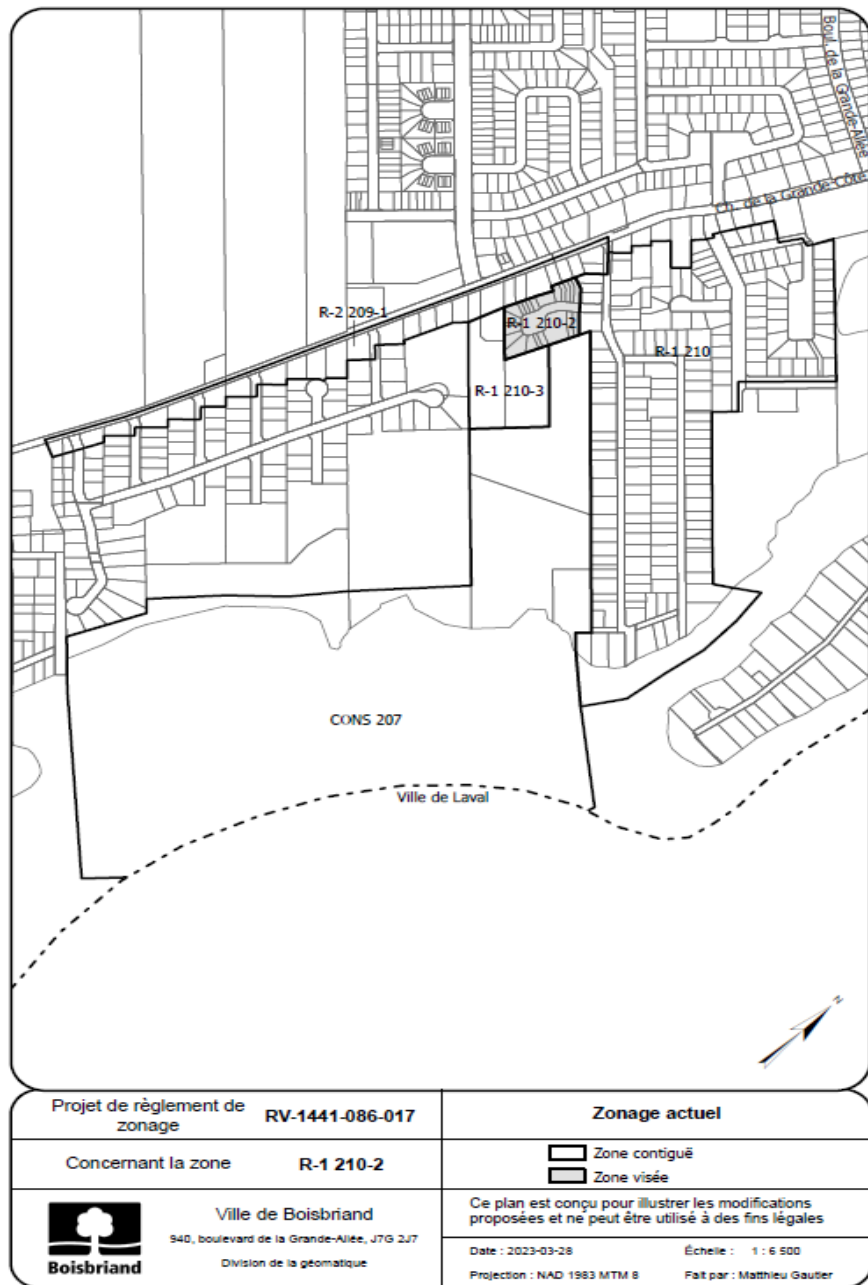 Boul. de la Grande-Allée
Ch. de la Grande-Côte
R-2 209-1
R-1 210-2
R-1 210
R-1 210-3
CONS 207
Ville de Laval
N
Projet de règlement de zonage RV-1441-086-017
Concernant la zone R-1 210-2
Boisbriand
Ville de Boisbriand
940, boulevard de la Grande-Allée, J7G 2J7
Division de la géomatique
Zonage actuel
Zone contiguë
Zone visée
Ce plan est conçu pour illustrer les modifications
proposées et ne peut être utilisé à des fins légales
Date : 2023-03-28 Échelle : 1 : 6 500
Projection : NAD 1983 MTM 8 Fait par : Matthieu Gautier